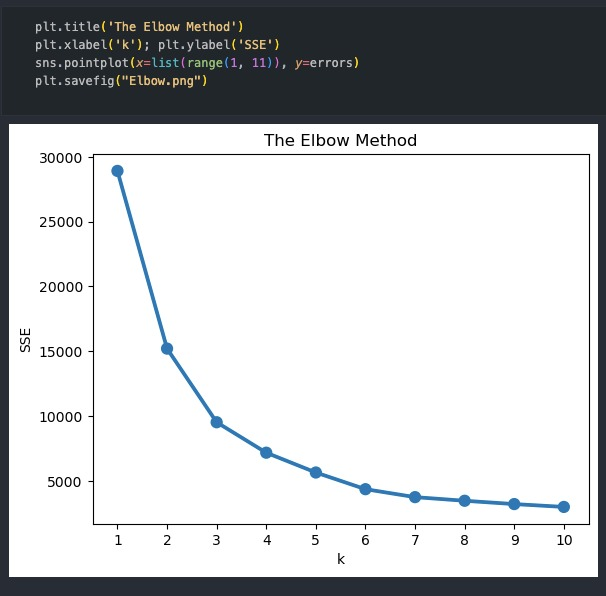 plt.title('The Elbow Method')
plt.xlabel('k'); plt.ylabel('SSE')
sns.pointplot(x=list(range(1, 11)), y=errors)
plt.savefig("Elbow.png")
The Elbow Method
30000
25000
20000
15000
10000
5000
SSE
1 2 3 4 5 6 7 8 9 10
k